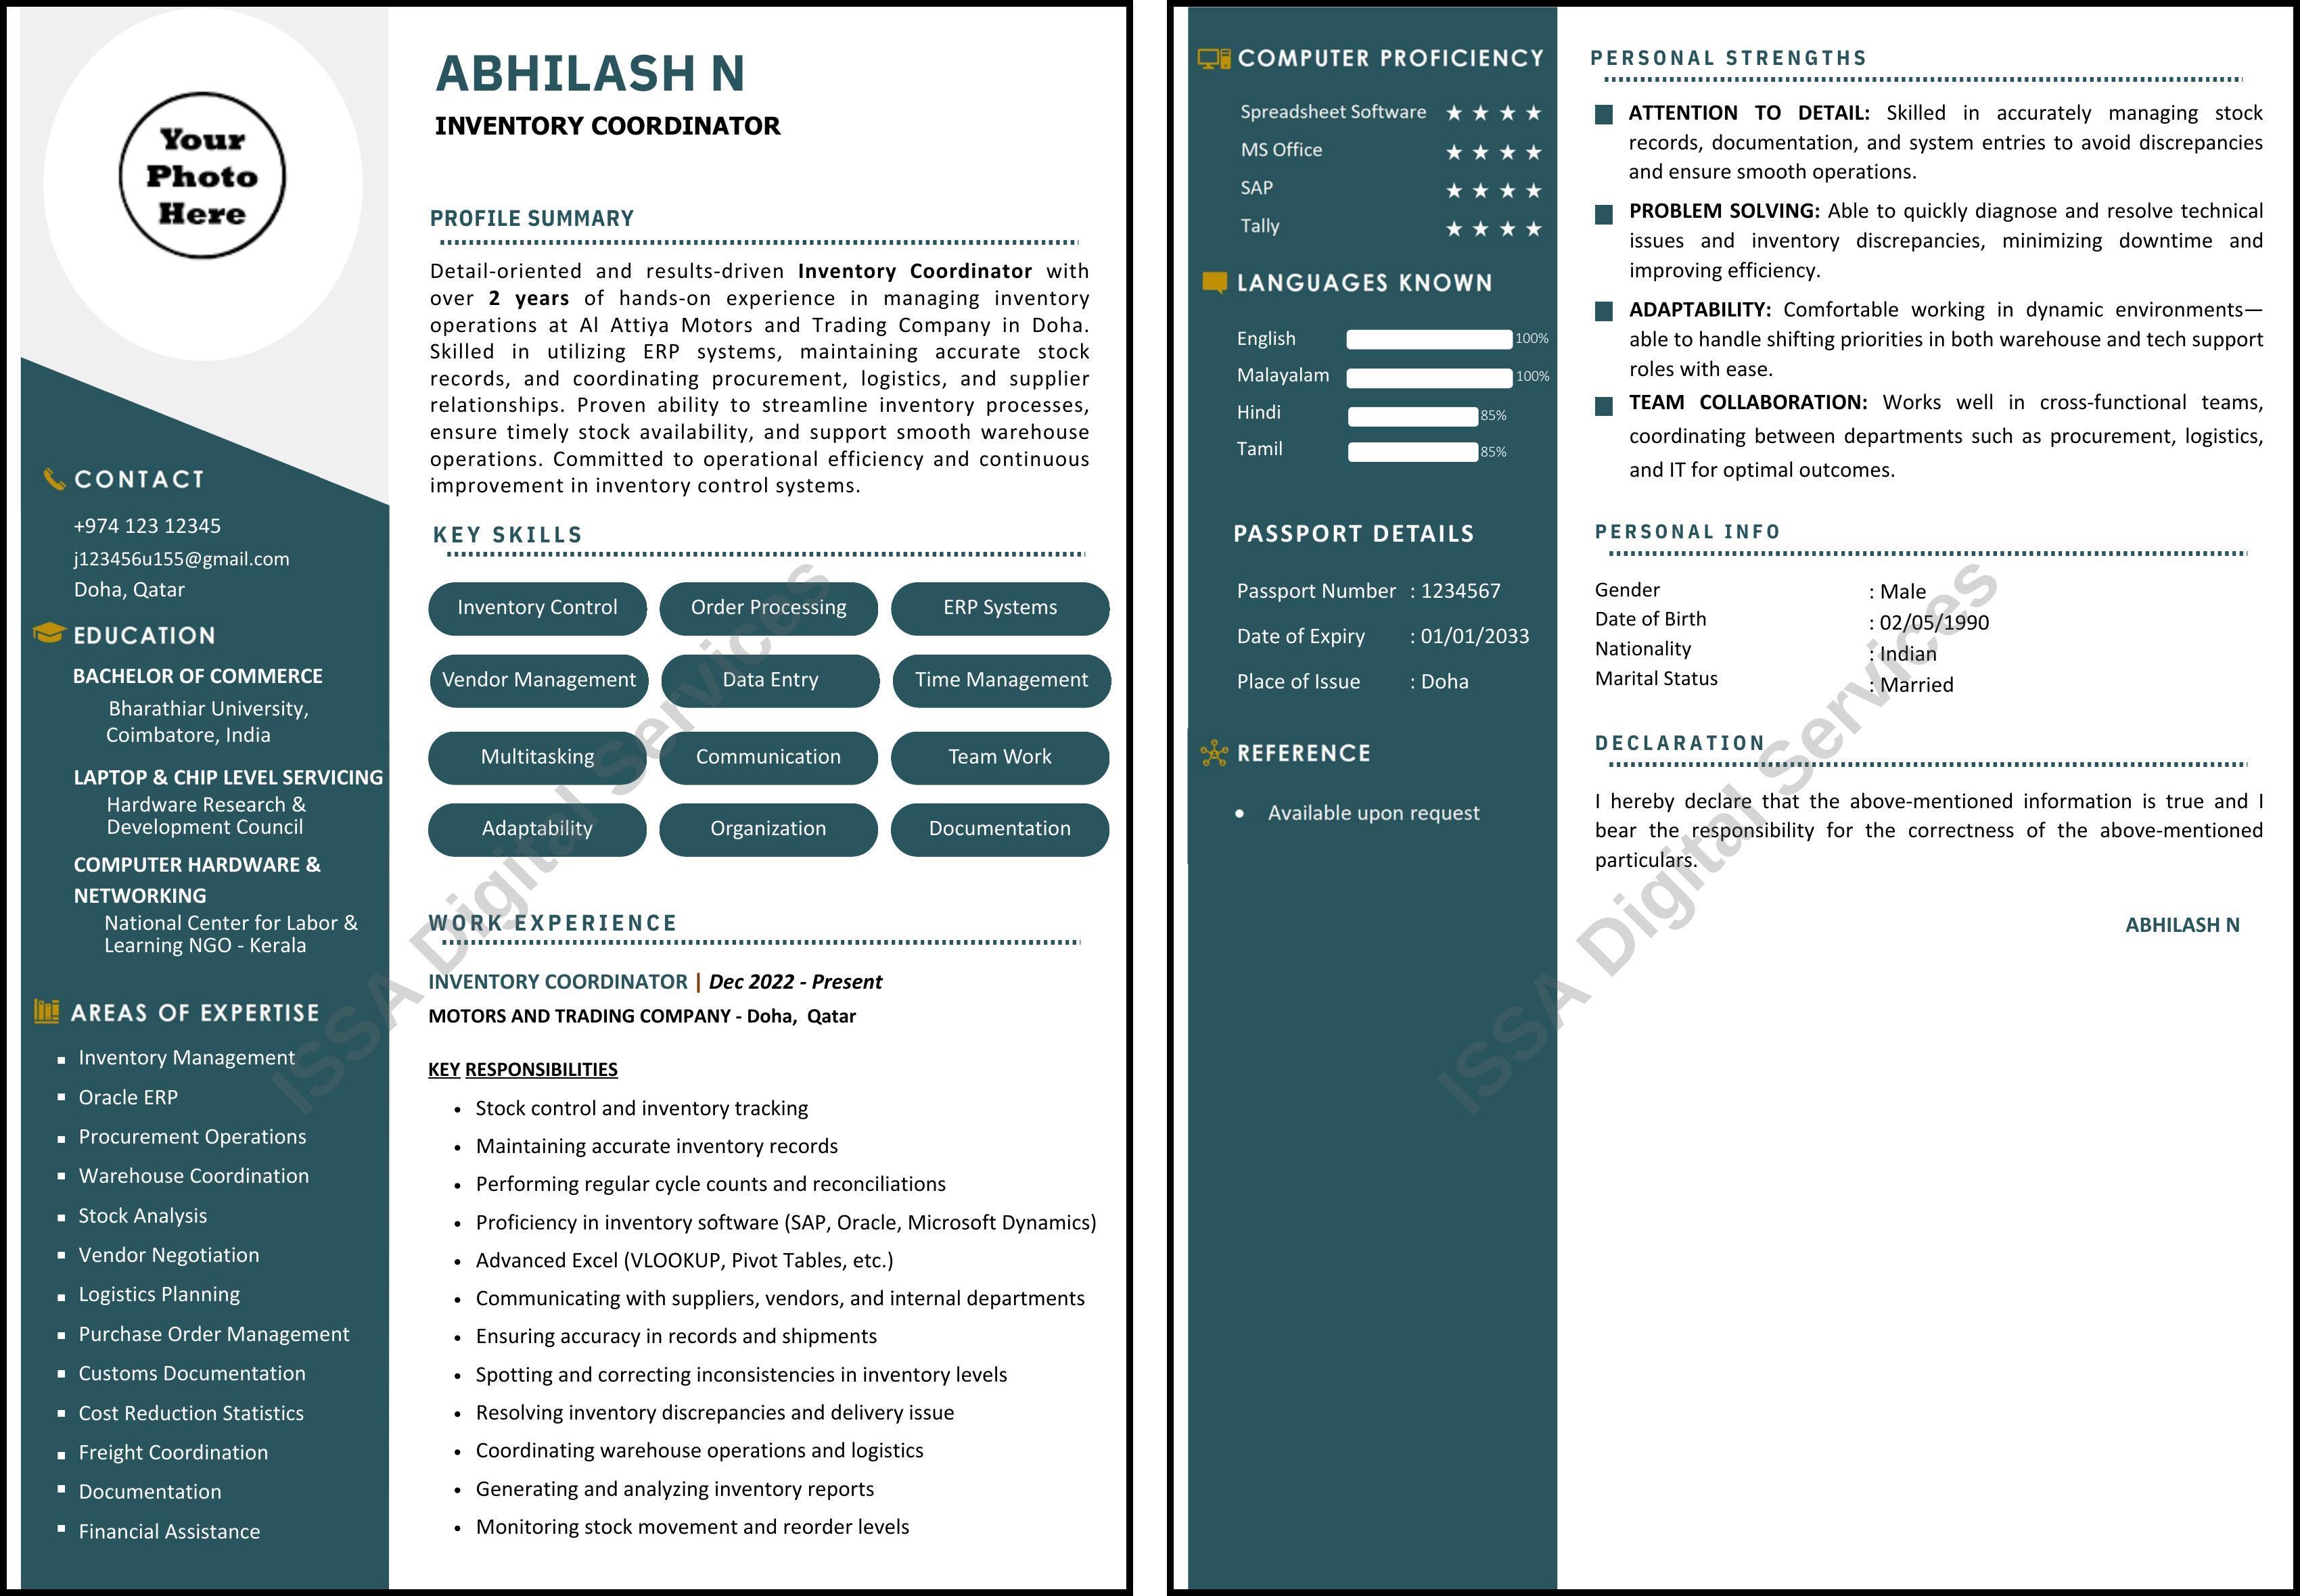 Your
Photo
Here
CONTACT
+974 123 12345
j123456u155@gmail.com
Doha, Qatar
EDUCATION
BACHELOR OF COMMERCE
Bharathiar University,
Coimbatore, India
LAPTOP & CHIP LEVEL SERVICING
Hardware Research &
Development Council
COMPUTER HARDWARE &
NETWORKING
National Center for Labor &
Learning NGO - Kerala
AREAS OF EXPERTISE
Inventory Management
Oracle ERP
Procurement Operations
Warehouse Coordination
Stock Analysis
Vendor Negotiation
Logistics Planning
Purchase Order Management
Customs Documentation
Cost Reduction Statistics
Freight Coordination
Documentation
Financial Assistance
ABHILASH N
INVENTORY COORDINATOR
PROFILE SUMMARY
Detail-oriented and results-driven Inventory Coordinator with
over 2 years of hands-on experience in managing inventory
operations at Al Attiya Motors and Trading Company in Doha.
Skilled in utilizing ERP systems, maintaining accurate stock
records, and coordinating procurement, logistics, and supplier
relationships. Proven ability to streamline inventory processes,
ensure timely stock availability, and support smooth warehouse
operations. Committed to operational efficiency and continuous
improvement in inventory control systems.
KEY SKILLS
Inventory Control Order Processing ERP Systems
Vendor Management Data Entry Time Management
Multitasking Communication Team Work
Adaptability Organization Documentation
WORK EXPERIENCE
INVENTORY COORDINATOR | Dec 2022 - Present
MOTORS AND TRADING COMPANY - Doha, Qatar
KEY RESPONSIBILITIES
• Stock control and inventory tracking
• Maintaining accurate inventory records
• Performing regular cycle counts and reconciliations
• Proficiency in inventory software (SAP, Oracle, Microsoft Dynamics)
• Advanced Excel (VLOOKUP, Pivot Tables, etc.)
• Communicating with suppliers, vendors, and internal departments
• Ensuring accuracy in records and shipments
• Spotting and correcting inconsistencies in inventory levels
• Resolving inventory discrepancies and delivery issue
• Coordinating warehouse operations and logistics
• Generating and analyzing inventory reports
• Monitoring stock movement and reorder levels
ISSA Digital Services
COMPUTER PROFICIENCY
Spreadsheet Software ★ ★ ★ ★
MS Office ★ ★ ★ ★
SAP ★ ★ ★ ★
Tally ★ ★ ★ ★
LANGUAGES KNOWN
English 100%
Malayalam 100%
Hindi 85%
Tamil 85%
PASSPORT DETAILS
Passport Number : 1234567
Date of Expiry : 01/01/2033
Place of Issue : Doha
REFERENCE
• Available upon request
PERSONAL STRENGTHS
ATTENTION TO DETAIL: Skilled in accurately managing stock
records, documentation, and system entries to avoid discrepancies
and ensure smooth operations.
PROBLEM SOLVING: Able to quickly diagnose and resolve technical
issues and inventory discrepancies, minimizing downtime and
improving efficiency.
ADAPTABILITY: Comfortable working in dynamic environments—
able to handle shifting priorities in both warehouse and tech support
roles with ease.
TEAM COLLABORATION: Works well in cross-functional teams,
coordinating between departments such as procurement, logistics,
and IT for optimal outcomes.
PERSONAL INFO
Gender : Male
Date of Birth : 02/05/1990
Nationality : Indian
Marital Status : Married
DECLARATION
I hereby declare that the above-mentioned information is true and I
bear the responsibility for the correctness of the above-mentioned
particulars.
ABHILASH N
ISSA Digital Services